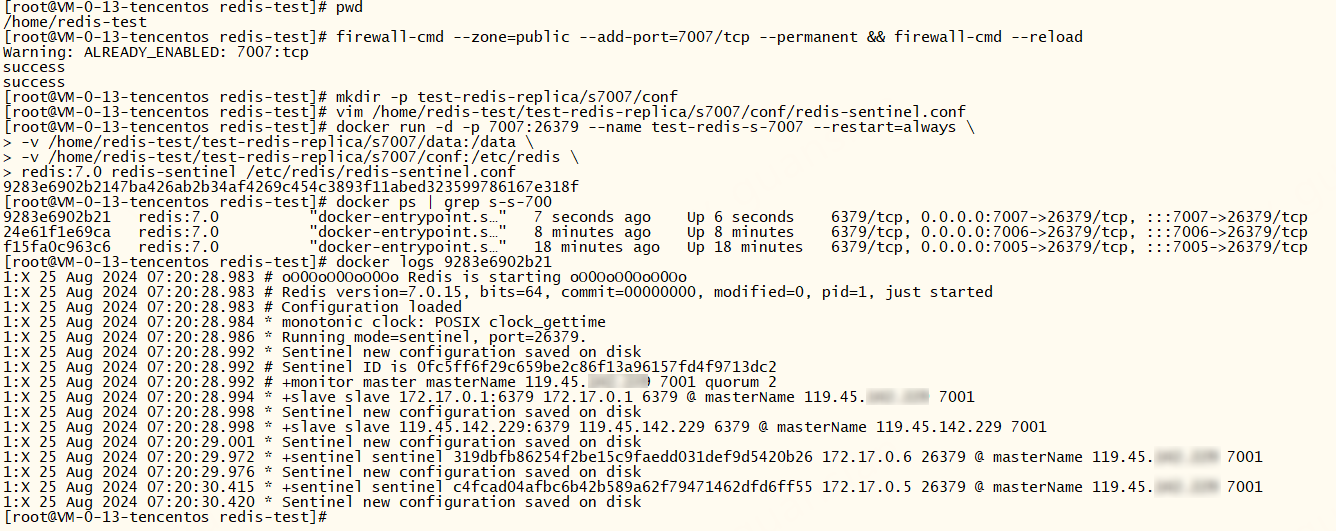 [root@VM-0-13-tencentos redis-test]# pwd
/home/redis-test
[root@VM-0-13-tencentos redis-test]# firewall-cmd --zone=public --add-port=7007/tcp --permanent && firewall-cmd --reload
Warning: ALREADY_ENABLED: 7007:tcp
success
success
[root@VM-0-13-tencentos redis-test]# mkdir -p test-redis-replica/s7007/conf
[root@VM-0-13-tencentos redis-test]# vim /home/redis-test/test-redis-replica/s7007/conf/redis-sentinel.conf
[root@VM-0-13-tencentos redis-test]# docker run -d -p 7007:26379 --name test-redis-s-7007 --restart=always \
> -v /home/redis-test/test-redis-replica/s7007/data:/data \
> -v /home/redis-test/test-redis-replica/s7007/conf:/etc/redis \
> redis:7.0 redis-sentinel /etc/redis/redis-sentinel.conf
9283e6902b2147ba426ab2b34af4269c454c3893f11abed323599786167e318f
[root@VM-0-13-tencentos redis-test]# docker ps | grep s-s-700
9283e6902b21   redis:7.0          "docker-entrypoint.s…"   7 seconds ago    Up 6 seconds    6379/tcp, 0.0.0.0:7007->26379/tcp, :::7007->26379/tcp
24e61f1e69ca   redis:7.0          "docker-entrypoint.s…"   8 minutes ago    Up 8 minutes    6379/tcp, 0.0.0.0:7006->26379/tcp, :::7006->26379/tcp
f15fa0c963c6   redis:7.0          "docker-entrypoint.s…"   18 minutes ago   Up 18 minutes   6379/tcp, 0.0.0.0:7005->26379/tcp, :::7005->26379/tcp
[root@VM-0-13-tencentos redis-test]# docker logs 9283e6902b21
1:X 25 Aug 2024 07:20:28.983 # oO0OoO0OoO0Oo Redis is starting oO0OoO0OoO0Oo
1:X 25 Aug 2024 07:20:28.983 # Redis version=7.0.15, bits=64, commit=00000000, modified=0, pid=1, just started
1:X 25 Aug 2024 07:20:28.983 # Configuration loaded
1:X 25 Aug 2024 07:20:28.984 * monotonic clock: POSIX clock_gettime
1:X 25 Aug 2024 07:20:28.986 * Running mode=sentinel, port=26379.
1:X 25 Aug 2024 07:20:28.992 * Sentinel new configuration saved on disk
1:X 25 Aug 2024 07:20:28.992 # Sentinel ID is 0fc5ff6f29c659be2c86f13a96157fd4f9713dc2
1:X 25 Aug 2024 07:20:28.992 # +monitor master masterName 119.45. 7001 quorum 2
1:X 25 Aug 2024 07:20:28.994 * +slave slave 172.17.0.1:6379 172.17.0.1 6379 @ masterName 119.45. 7001
1:X 25 Aug 2024 07:20:28.998 * Sentinel new configuration saved on disk
1:X 25 Aug 2024 07:20:28.998 * +slave slave 119.45.142.229:6379 119.45.142.229 6379 @ masterName 119.45.142.229 7001
1:X 25 Aug 2024 07:20:29.001 * Sentinel new configuration saved on disk
1:X 25 Aug 2024 07:20:29.972 * +sentinel sentinel 319dbfb86254f2be15c9faedd031def9d5420b26 172.17.0.6 26379 @ masterName 119.45. 7001
1:X 25 Aug 2024 07:20:29.976 * Sentinel new configuration saved on disk
1:X 25 Aug 2024 07:20:30.415 * +sentinel sentinel c4fcad04afbc6b42b589a62f79471462dfd6ff55 172.17.0.5 26379 @ masterName 119.45. 7001
1:X 25 Aug 2024 07:20:30.420 * Sentinel new configuration saved on disk
[root@VM-0-13-tencentos redis-test]#